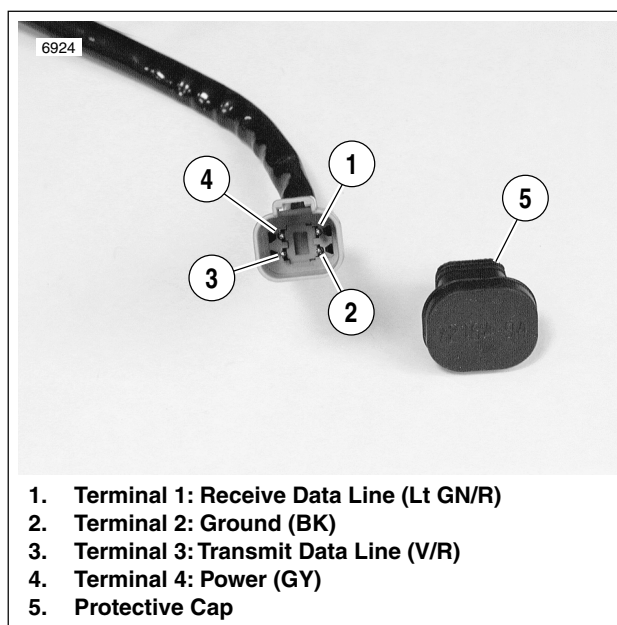 6924
4
1
5
3
2
1. Terminal 1: Receive Data Line (Lt GN/R)
2. Terminal 2: Ground (BK)
3. Terminal 3: Transmit Data Line (V/R)
4. Terminal 4: Power (GY)
5. Protective Cap